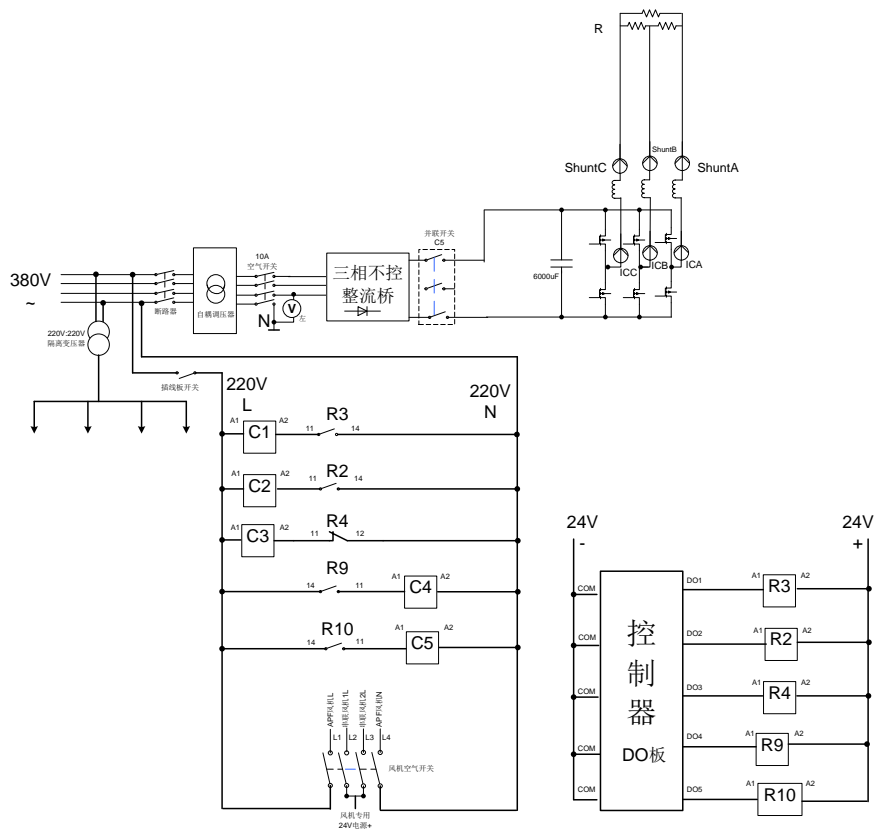 R
ShuntC
ShuntB
ShuntA
ICC
ICB
ICA
6000uF
并联开关
C5
380V
~
断路器
自耦调压器
10A
空气开关
N
V
左
三相不控
整流桥
220V:220V
隔离变压器
插线板开关
220V
L
220V
N
A1
C1
A2
11
R3
14
A1
C2
A2
11
R2
14
A1
C3
A2
11
R4
12
14
R9
11
A1
C4
A2
14
R10
11
A1
C5
A2
APF风机L
串联风机1L
串联风机2L
APF风机N
L1
L2
L3
L4
风机空气开关
风机专用
24V电源+
24V
-
24V
+
COM
COM
COM
COM
COM
控
制
器
DO板
DO1
A1
R3
A2
DO2
A1
R2
A2
DO3
A1
R4
A2
DO4
A1
R9
A2
DO5
A1
R10
A2